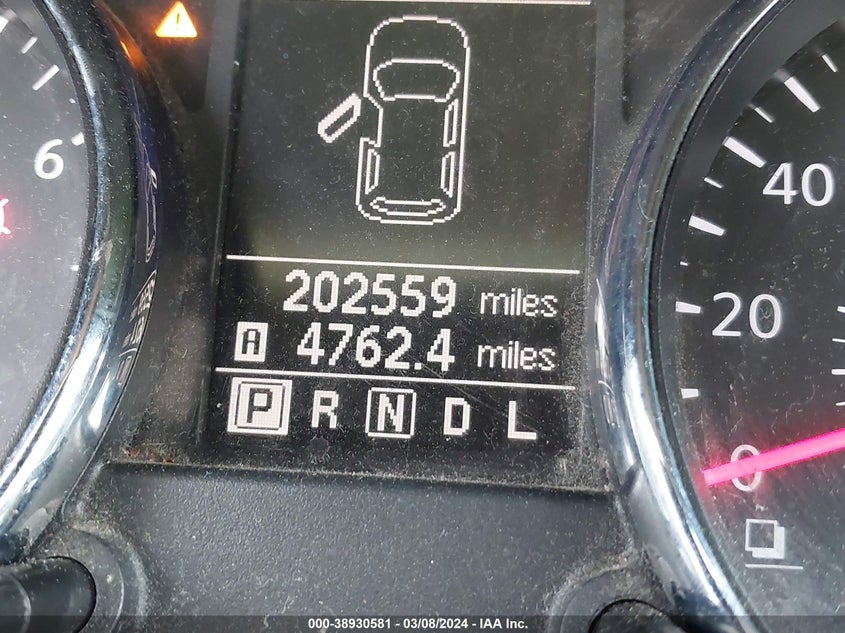 6
40
20
0
202559 miles
A 4762.4 miles
P R N D L
000-38930581 - 03/08/2024 - IAA Inc.